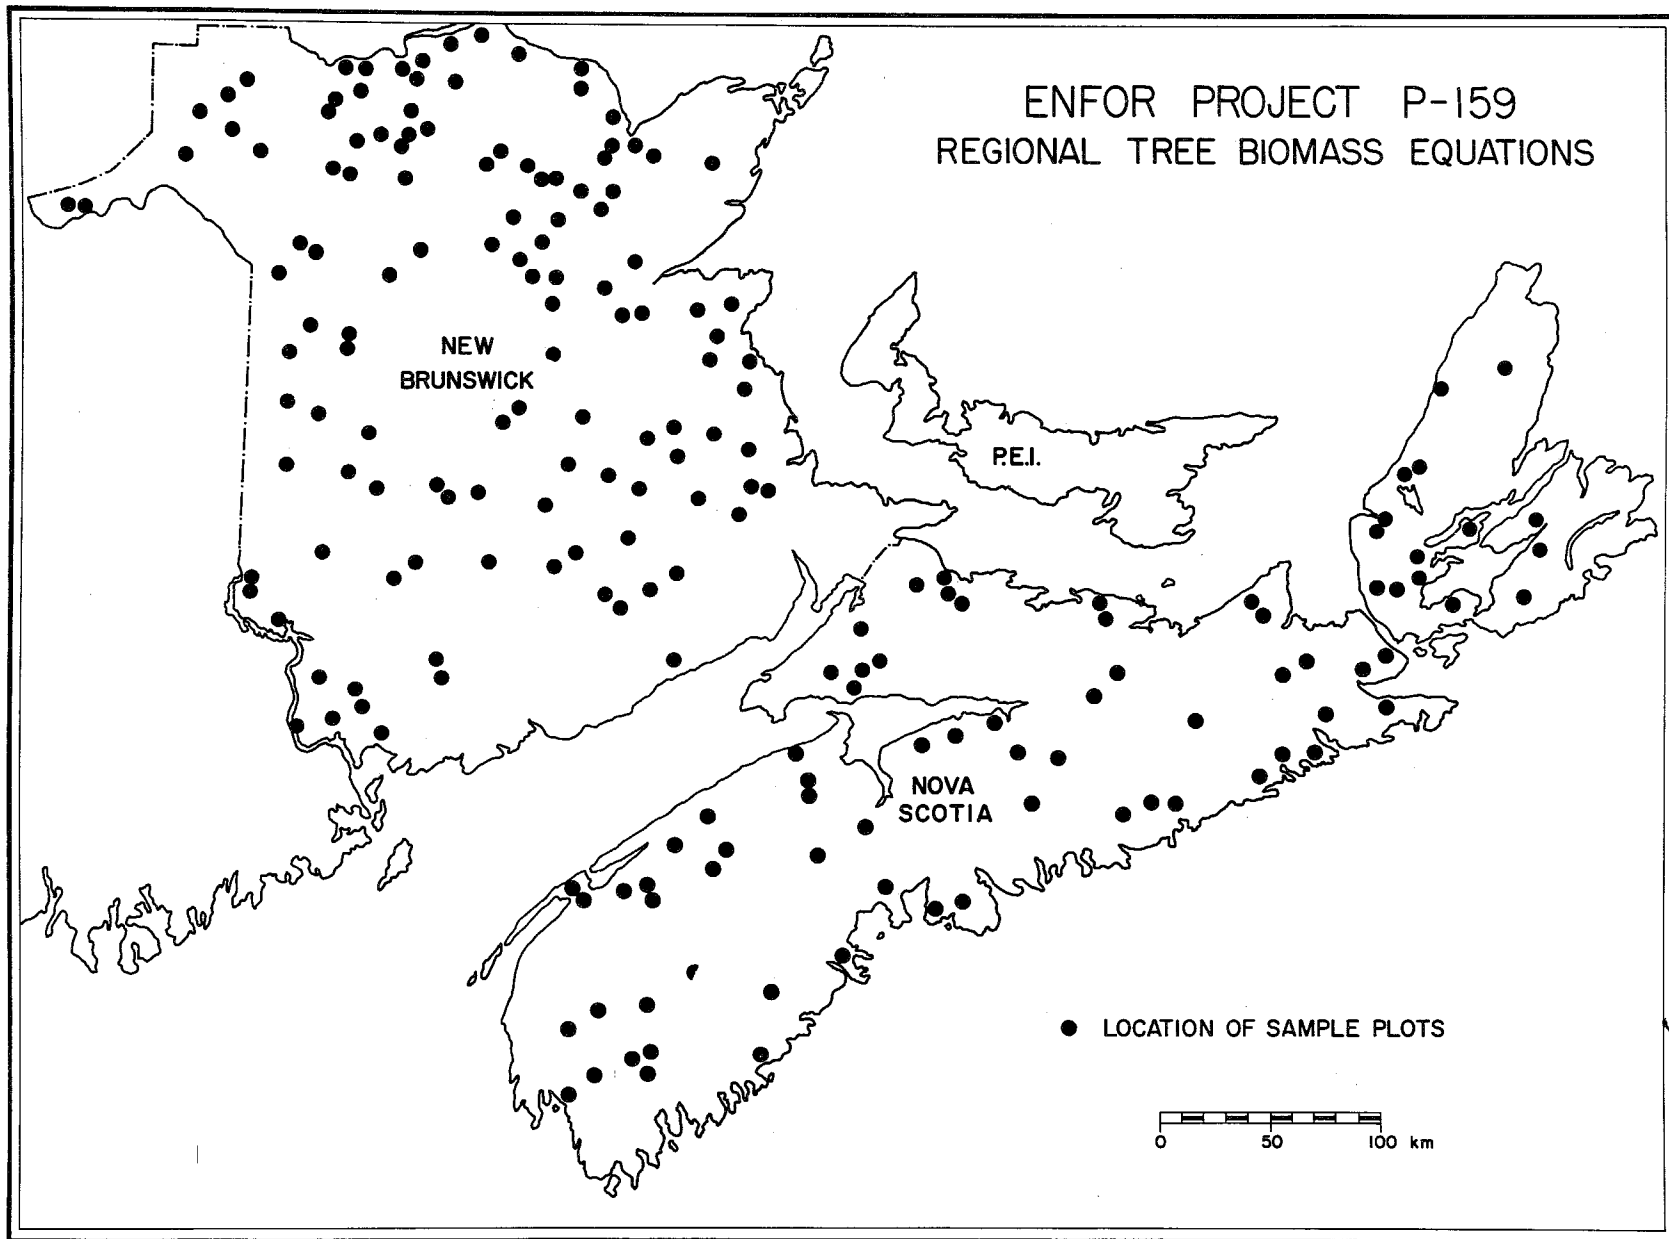 ENFOR PROJECT P-159
REGIONAL TREE BIOMASS EQUATIONS
NEW
BRUNSWICK
P.E.I.
NOVA
SCOTIA
LOCATION OF SAMPLE PLOTS
0 50 100 km